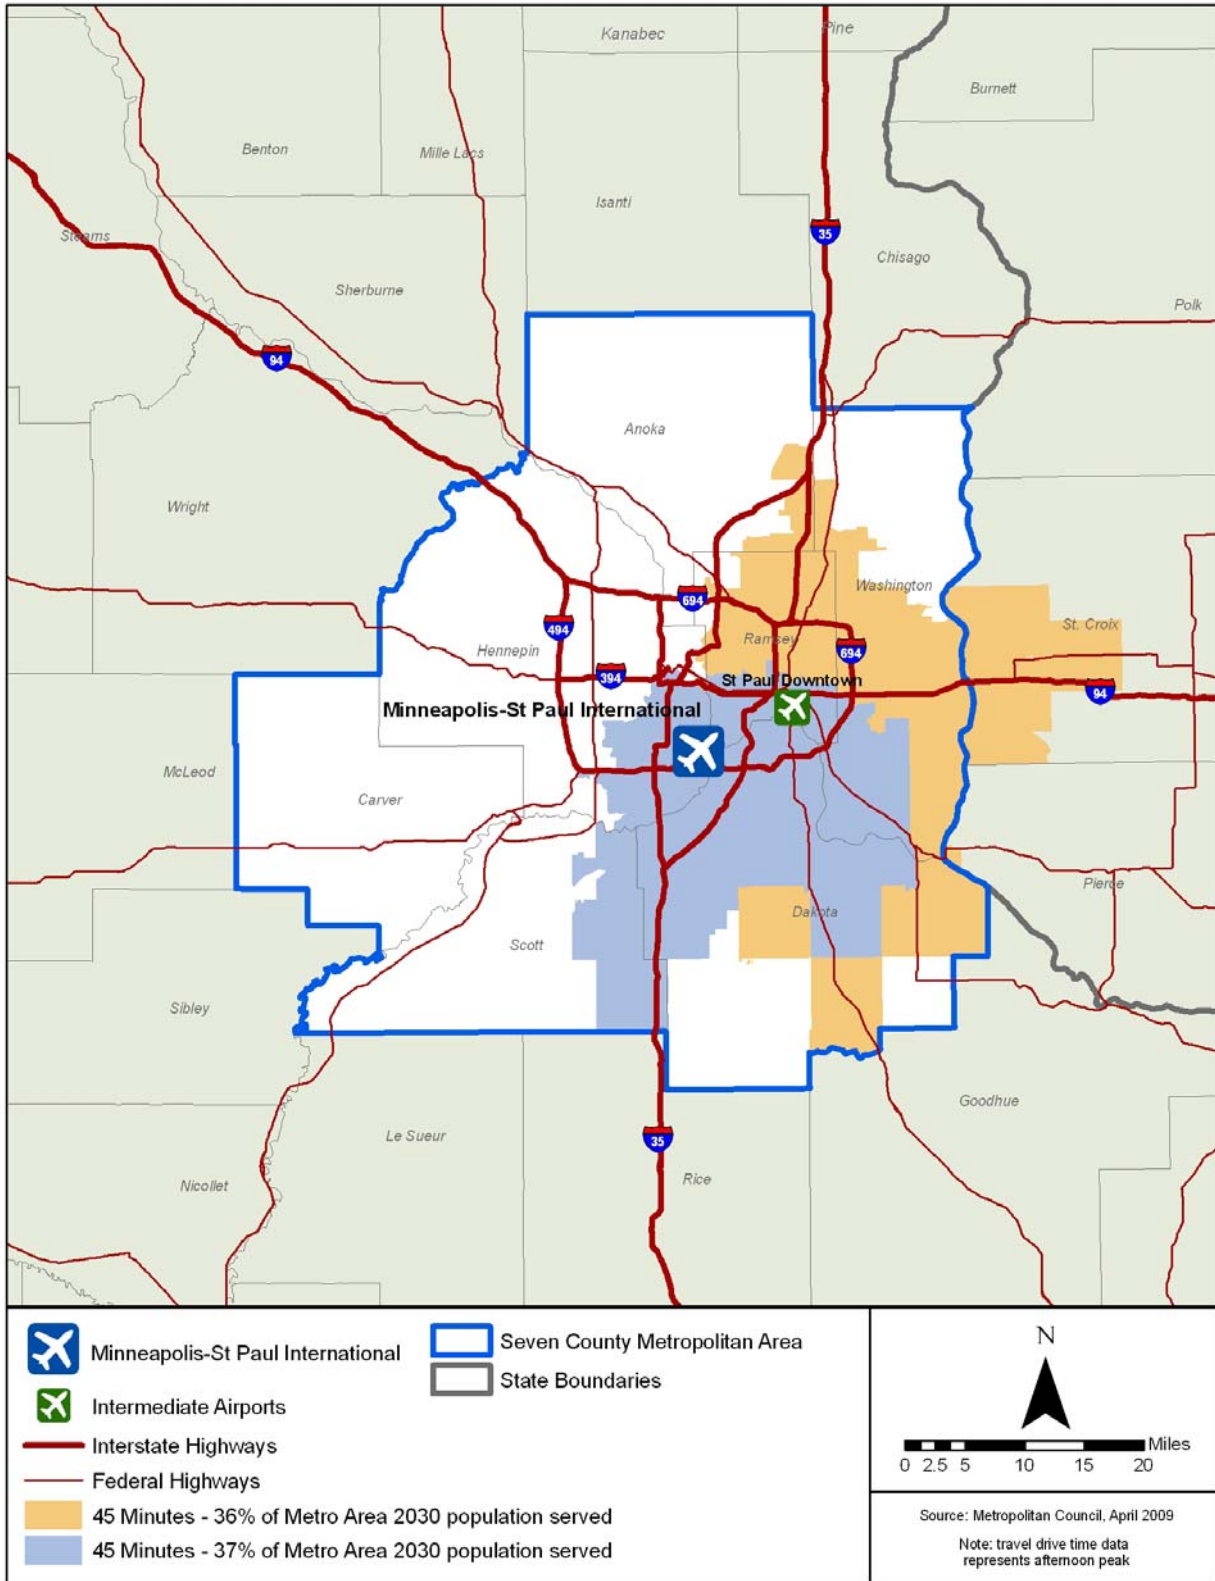 Kanabec
Pine
Burnett
Benton
Mille Lacs
Isanti
Stearns
35
Chisago
Sherburne
Polk
94
Anoka
Wright
Washington
694
St. Croix
494
Ramsey
Hennepin
694
394
St Paul Downtown
94
Minneapolis-St Paul International
McLeod
Carver
Pierce
Dakota
Scott
Sibley
Goodhue
Le Sueur
35
Rice
Nicollet
Minneapolis-St Paul International
Intermediate Airports
Interstate Highways
Federal Highways
45 Minutes - 36% of Metro Area 2030 population served
45 Minutes - 37% of Metro Area 2030 population served
Seven County Metropolitan Area
State Boundaries
N
Miles
0 2.5 5 10 15 20
Source: Metropolitan Council, April 2009
Note: travel drive time data
represents afternoon peak